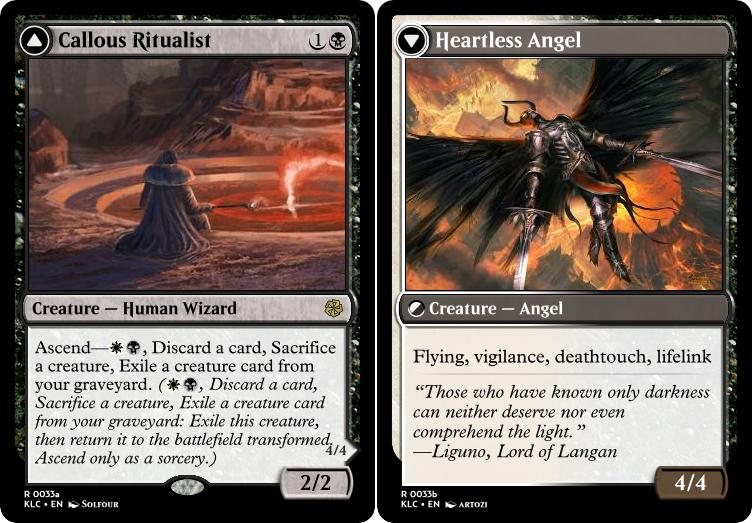 Callous Ritualist 1
Creature — Human Wizard
Ascend—, Discard a card, Sacrifice
a creature, Exile a creature card from
your graveyard. (, Discard a card,
Sacrifice a creature, Exile a creature card
from your graveyard: Exile this creature,
then return it to the battlefield transformed.
Ascend only as a sorcery.)
4/4
2/2
R 0033a
KLC • EN SOLFOUR
Heartless Angel
Creature — Angel
Flying, vigilance, deathtouch, lifelink
“Those who have known only darkness
can neither deserve nor even
comprehend the light.”
—Liguno, Lord of Langan
4/4
R 0033b
KLC • EN ARTOZI